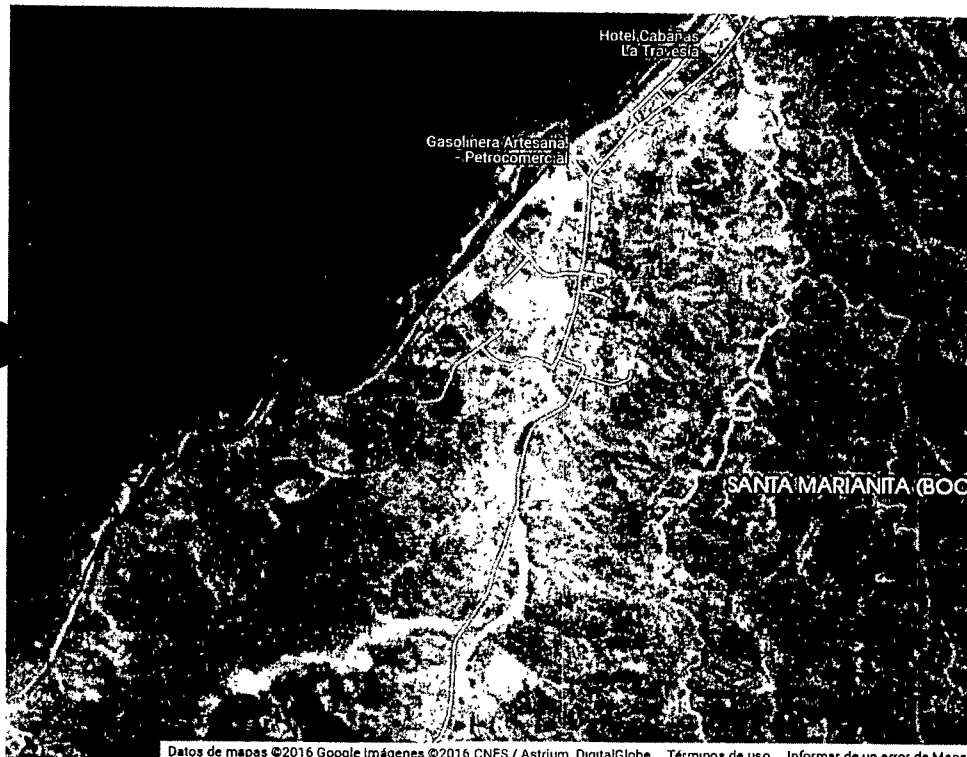 Hotel Cabañas
La Travesía
Gasolinera Artesanal
- Petrocomercial
SANTA MARIANITA (BOC
Datos de mapas ©2016 Google Imágenes ©2016 CNES / Astrium, DigitalGlobe Términos de uso Informar de un error de Maps